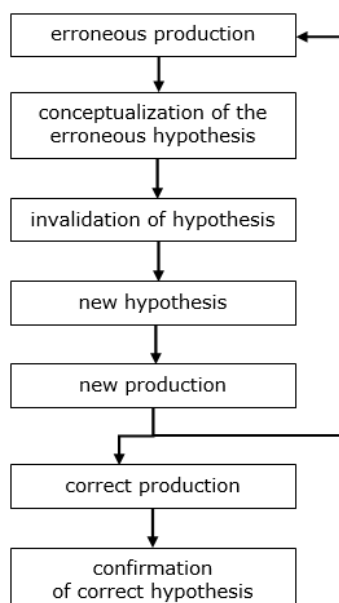 erroneous production
conceptualization of the
erroneous hypothesis
invalidation of hypothesis
new hypothesis
new production
correct production
confirmation
of correct hypothesis